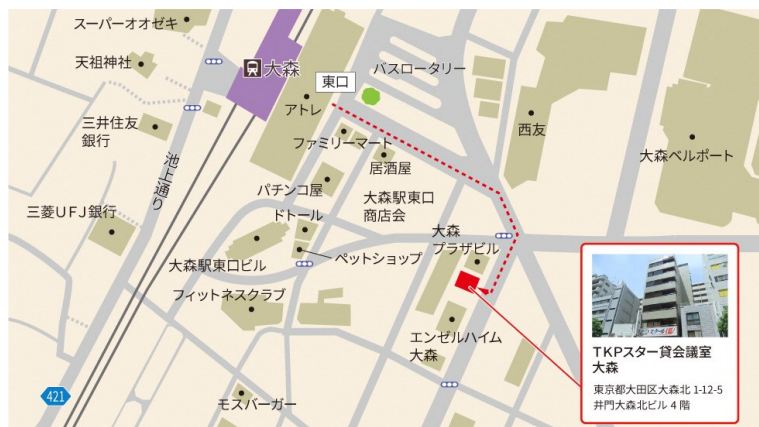 スーパーオオゼキ
天祖神社
大森
東口
バスロータリー
アトレ
三井住友
銀行
ファミリーマート
西友
居酒屋
大森ベルポート
池上通り
パチンコ屋
大森駅東口
商店会
三菱UFJ銀行
ドトール
大森
プラザビル
大森駅東口ビル
ペットショップ
フィットネスクラブ
エンゼルハイム
大森
TKPスター貸会議室
大森
東京都大田区大森北 1-12-5
井門大森北ビル 4 階
421
モスバーガー